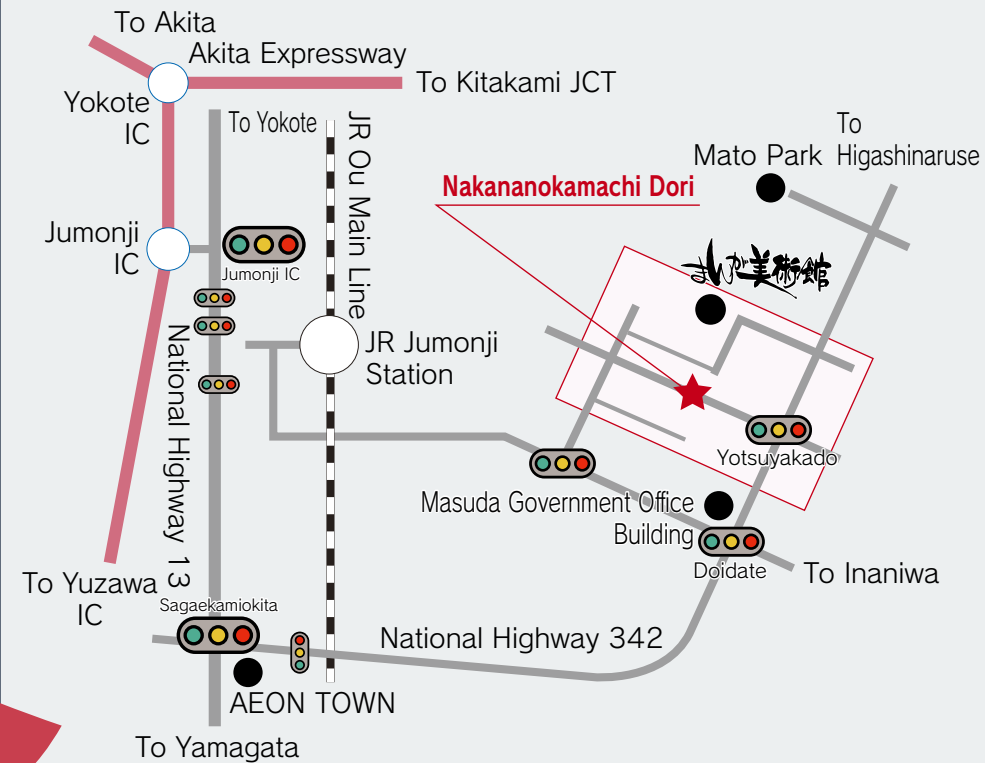 To Akita
Akita Expressway
To Kitakami JCT
Yokote
IC
To Yokote
JR Ou Main Line
To
Higashinaruse
Mato Park
Nakananokamachi Dori
Jumonji
IC
Jumonji IC
まんが美術館
National Highway 13
JR Jumonji
Station
Yotsuyakado
Masuda Government Office
Building
Doidate
To Inaniwa
To Yuzawa
IC
Sagaekamiokita
National Highway 342
AEON TOWN
To Yamagata